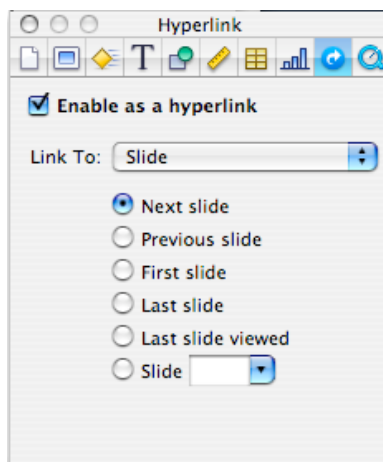 Hyperlink
T
Enable as a hyperlink
Link To: Slide
Next slide
Previous slide
First slide
Last slide
Last slide viewed
Slide